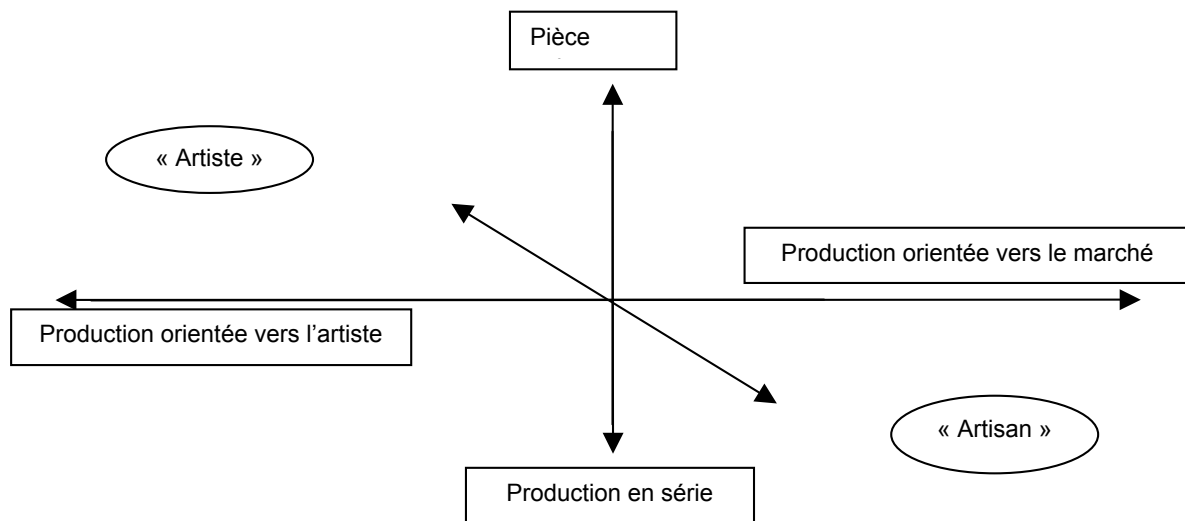 Pièce
« Artiste »
Production orientée vers le marché
Production orientée vers l’artiste
« Artisan »
Production en série